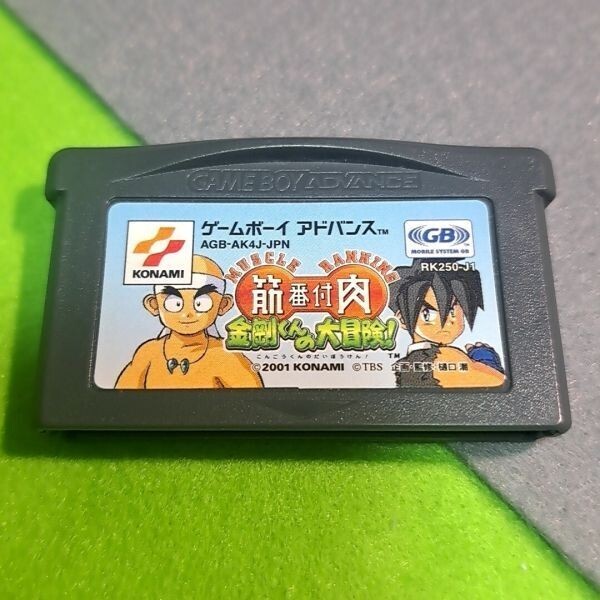 GAME BOY ADVANCE
KONAMI
ゲームボーイ アドバンス™
AGB-AK4J-JPN
GB
MOBILE SYSTEM GB
RK250-J1
MUSCLE RANKING
筋肉番付
金剛くんの大冒険!
こんごうくんのだいぼうけん!
™
©2001 KONAMI ©TBS 企画・監修:樋口 潮